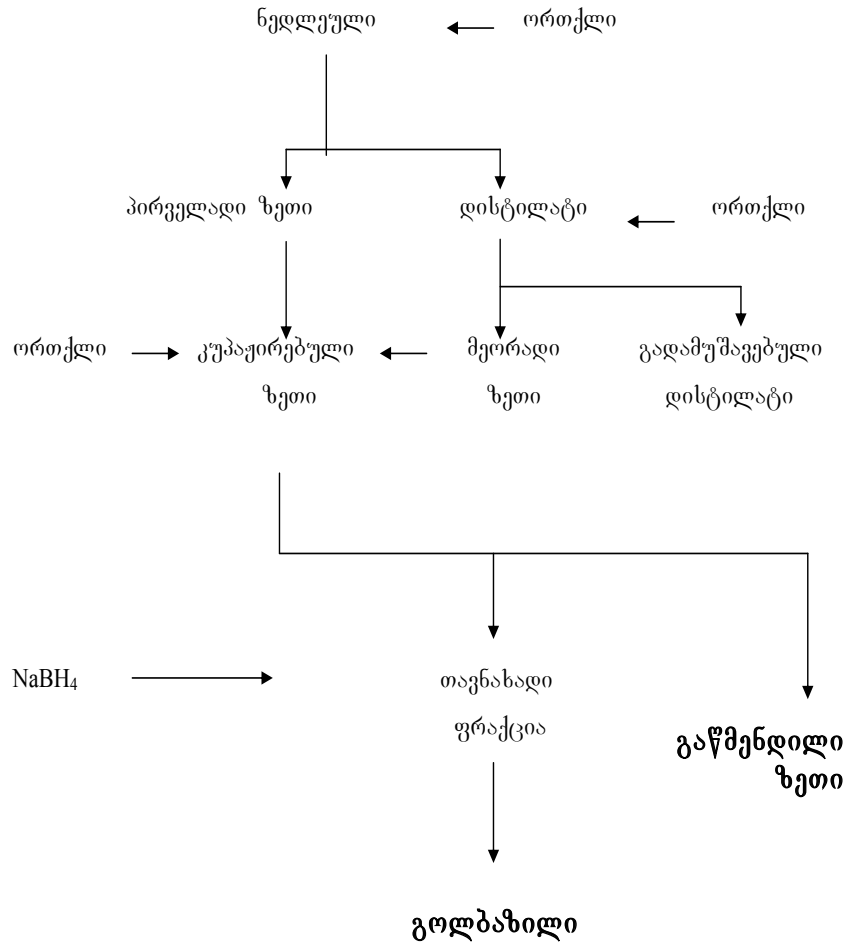 ნედლეული ორთქლი
პირველადი ზეთი დისტილატი ორთქლი
ორთქლი კუპაჟირებული მეორადი გადამუშავებული
ზეთი ზეთი დისტილატი
NaBH₄ თავნახადი
ფრაქცია
გაწმენდილი
ზეთი
გოლბაზილი